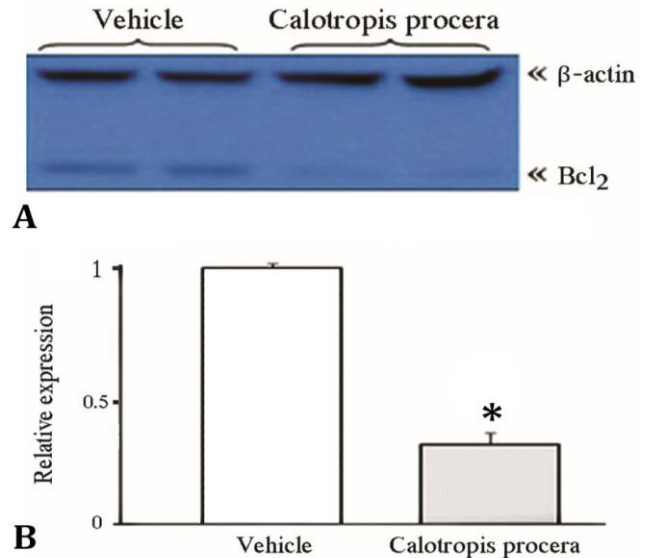 Vehicle Calotropis procera
« β-actin
« Bcl2
A
1
0.5
0
Relative expression
*
B
Vehicle Calotropis procera